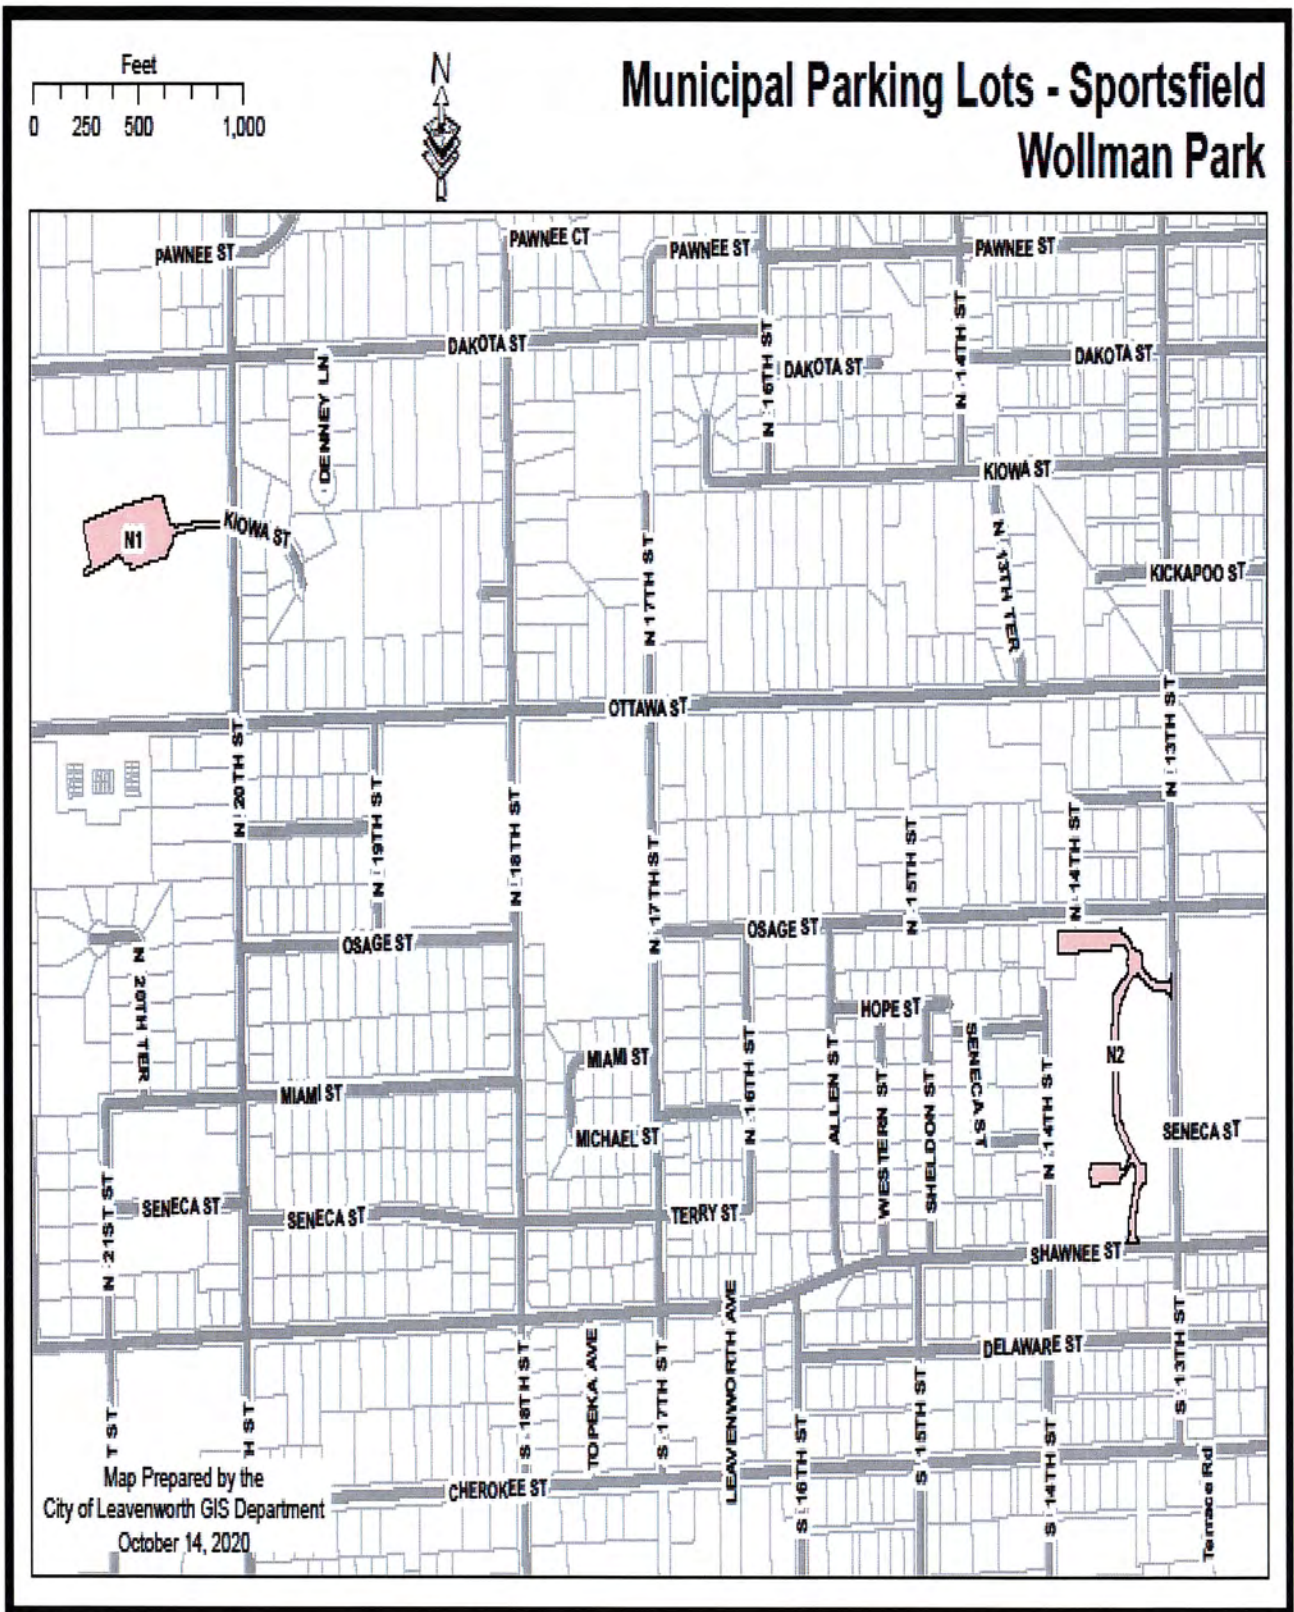 Feet
0 250 500 1,000
N
Municipal Parking Lots - Sportsfield
Wollman Park
PAWNEE ST
PAWNEE CT
PAWNEE ST
PAWNEE ST
DAKOTA ST
N 16TH ST
N 14TH ST
DAKOTA ST
DAKOTA ST
DENNEY LN
KIOWA ST
N1
KIOWA ST
N 17TH ST
N 13TH TER
KICKAPOO ST
OTTAWA ST
N 20TH ST
N 19TH ST
N 18TH ST
N 17TH ST
N 15TH ST
N 14TH ST
N 13TH ST
OSAGE ST
OSAGE ST
N 20TH TER
HOPE ST
MIAMI ST
MIAMI ST
N 16TH ST
ALLEN ST
WESTERN ST
SHELDON ST
SENECA ST
N 14TH ST
N2
MICHAEL ST
SENECA ST
N 21ST ST
SENECA ST
SENECA ST
TERRY ST
SHAWNEE ST
LEAVENWORTH AVE
DELAWARE ST
S 13TH ST
S 18TH ST
TOPEKA AVE
S 17TH ST
S 16TH ST
S 15TH ST
S 14TH ST
T ST
H ST
CHEROKEE ST
Terrace Rd
Map Prepared by the
City of Leavenworth GIS Department
October 14, 2020